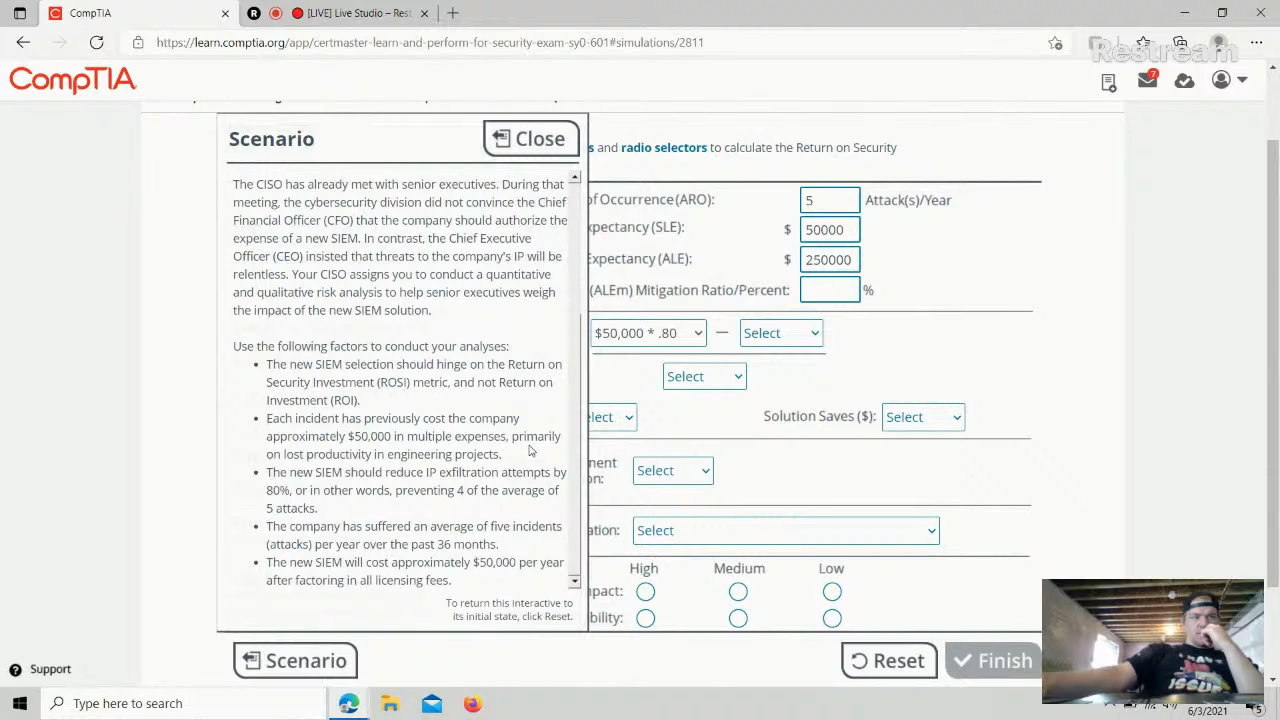 CompTIA
[LIVE] Live Studio – Rest
https://learn.comptia.org/app/certmaster-learn-and-perform-for-security-exam-sy0-601#simulations/2811
Restream
CompTIA.
7
Scenario
Close
s and radio selectors to calculate the Return on Security
The CISO has already met with senior executives. During that
meeting, the cybersecurity division did not convince the Chief
Financial Officer (CFO) that the company should authorize the
expense of a new SIEM. In contrast, the Chief Executive
Officer (CEO) insisted that threats to the company's IP will be
relentless. Your CISO assigns you to conduct a quantitative
and qualitative risk analysis to help senior executives weigh
the impact of the new SIEM solution.
Use the following factors to conduct your analyses:
• The new SIEM selection should hinge on the Return on
Security Investment (ROSI) metric, and not Return on
Investment (ROI).
• Each incident has previously cost the company
approximately $50,000 in multiple expenses, primarily
on lost productivity in engineering projects.
• The new SIEM should reduce IP exfiltration attempts by
80%, or in other words, preventing 4 of the average of
5 attacks.
• The company has suffered an average of five incidents
(attacks) per year over the past 36 months.
• The new SIEM will cost approximately $50,000 per year
after factoring in all licensing fees.
To return this interactive to
its initial state, click Reset.
of Occurrence (ARO): 5 Attack(s)/Year
xpectancy (SLE): $ 50000
Expectancy (ALE): $ 250000
(ALEm) Mitigation Ratio/Percent: %
$50,000 * .80 — Select
Select
elect Solution Saves ($): Select
nent
on: Select
ation: Select
High Medium Low
npact:
bility:
Scenario
Reset
Finish
Support
Type here to search
6/3/2021
5